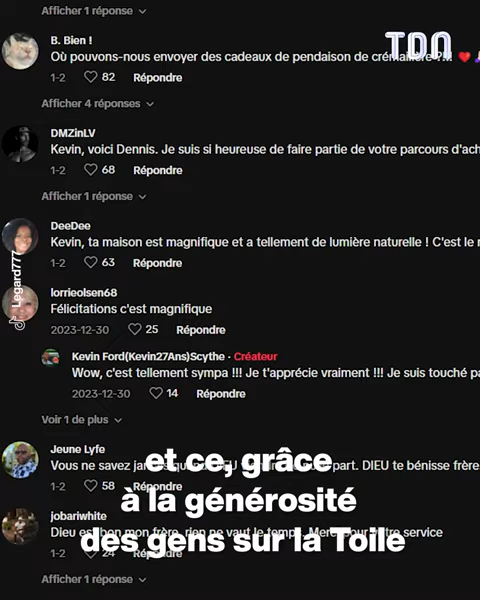 Afficher 1 réponse
B. Bien !
TDN
Où pouvons-nous envoyer des cadeaux de pendaison de crémaillère ?!!
1-2 82 Répondre
Afficher 4 réponses
DMZinLV
Kevin, voici Dennis. Je suis si heureuse de faire partie de votre parcours d'ach
1-2 68 Répondre
Afficher 1 réponse
DeeDee
Kevin, ta maison est magnifique et a tellement de lumière naturelle ! C'est le
1-2 63 Répondre
Legard777
lorrieolsen68
Félicitations c'est magnifique
2023-12-30 25 Répondre
Kevin Ford(Kevin27Ans)Scythe · Créateur
Wow, c'est tellement sympa !!! Je t'apprécie vraiment !!! Je suis touché pa
2023-12-30 14 Répondre
Voir 1 de plus
Jeune Lyfe
Vous ne savez part. DIEU te bénisse frère
1-2 58 Répondre
jobariwhite
Dieu est bon mon frère, rien ne vaut le temps. Merci pour votre service
1-2 24 Répondre
Afficher 1 réponse
et ce, grâce
à la générosité
des gens sur la Toile